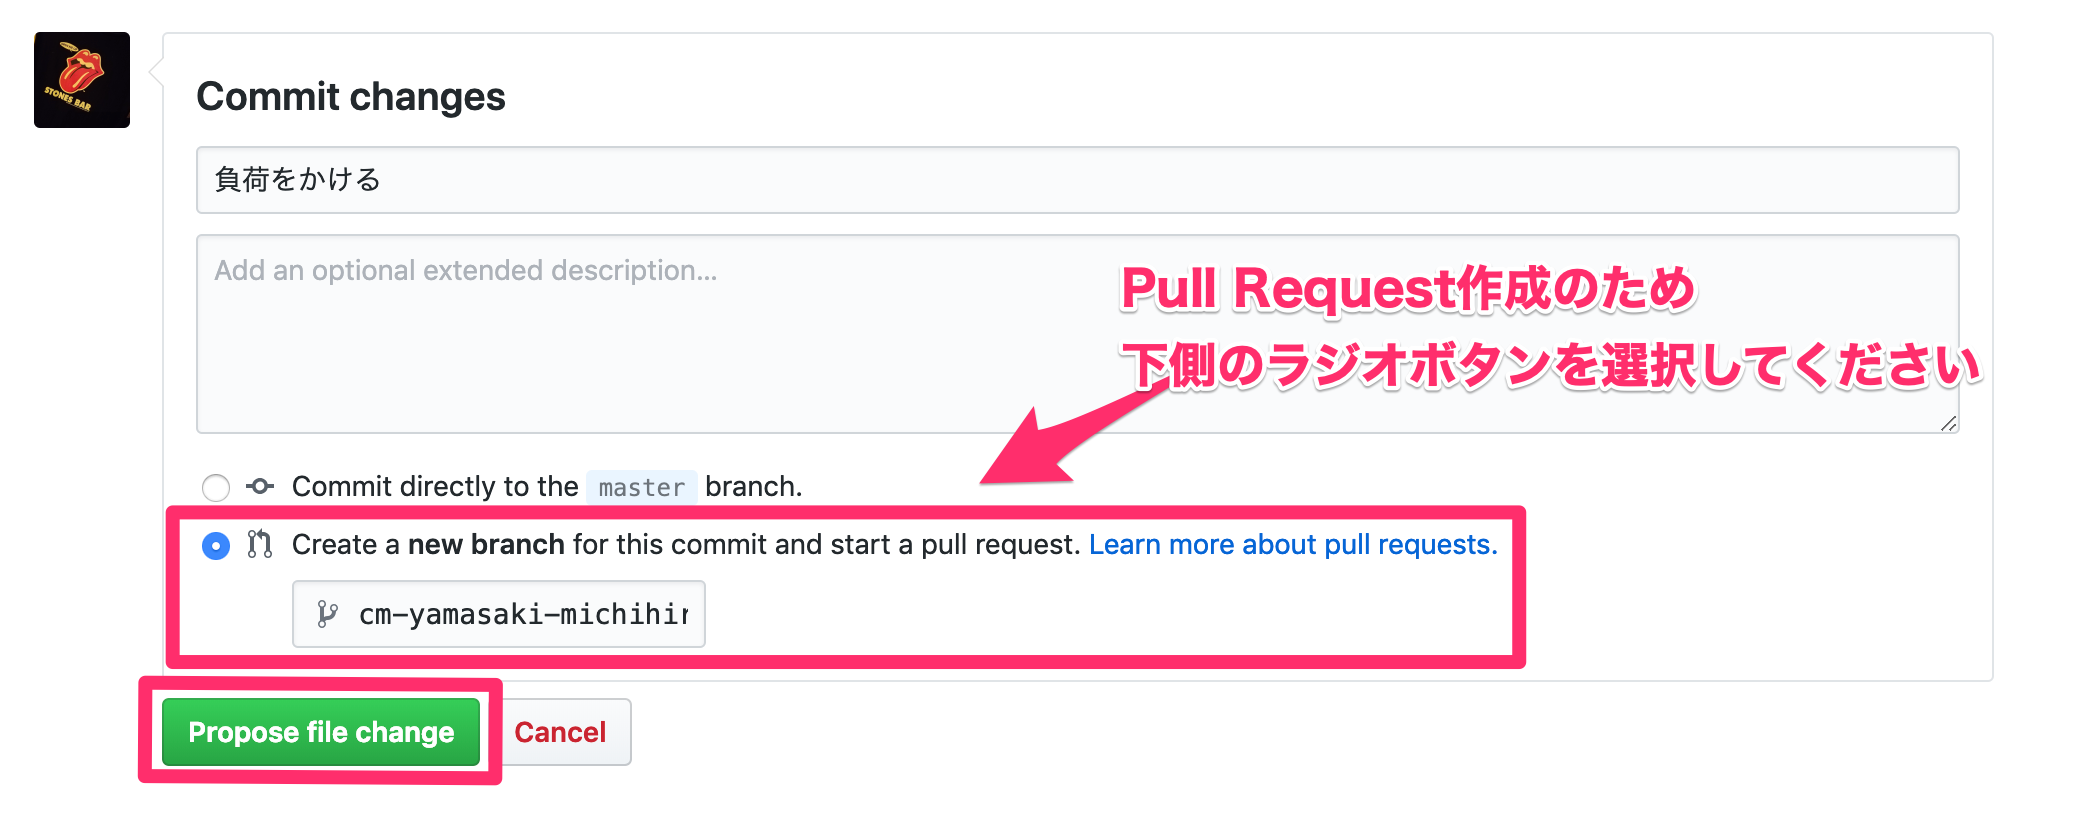 STONES BAR
Commit changes
負荷をかける
Add an optional extended description...
Pull Request作成のため
下側のラジオボタンを選択してください
Commit directly to the master branch.
Create a new branch for this commit and start a pull request. Learn more about pull requests.
cm-yamasaki-michihir
Propose file change
Cancel